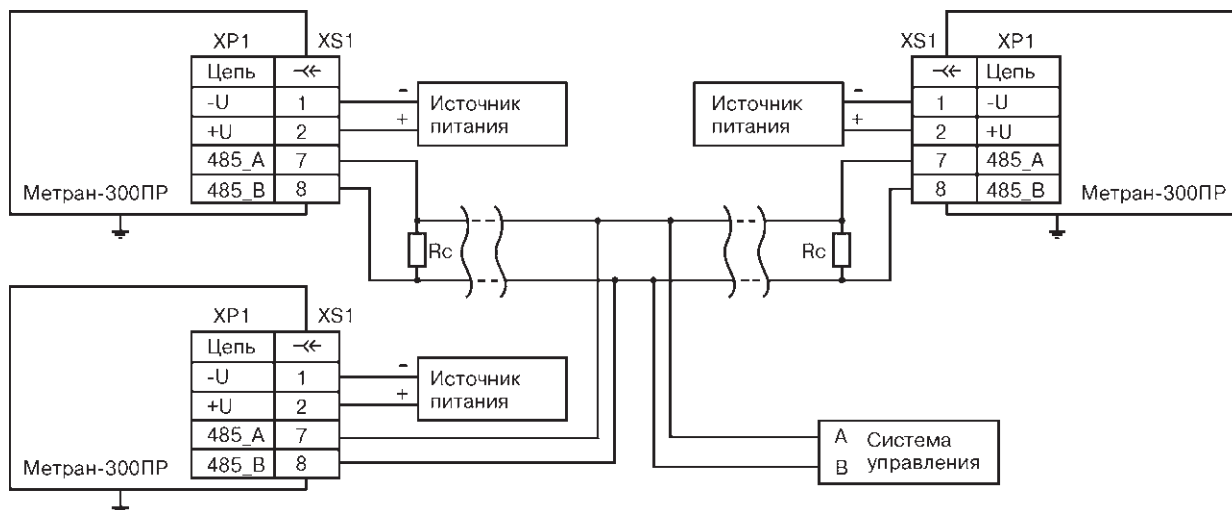 XP1 XS1
Цепь
-U 1
+U 2
485_A 7
485_B 8
Метран-300ПР
-
+
Источник
питания
XS1 XP1
Цепь
1 -U
2 +U
7 485_A
8 485_B
Метран-300ПР
-
+
Источник
питания
Rc
Rc
XP1 XS1
Цепь
-U 1
+U 2
485_A 7
485_B 8
Метран-300ПР
-
+
Источник
питания
A
B
Система
управления